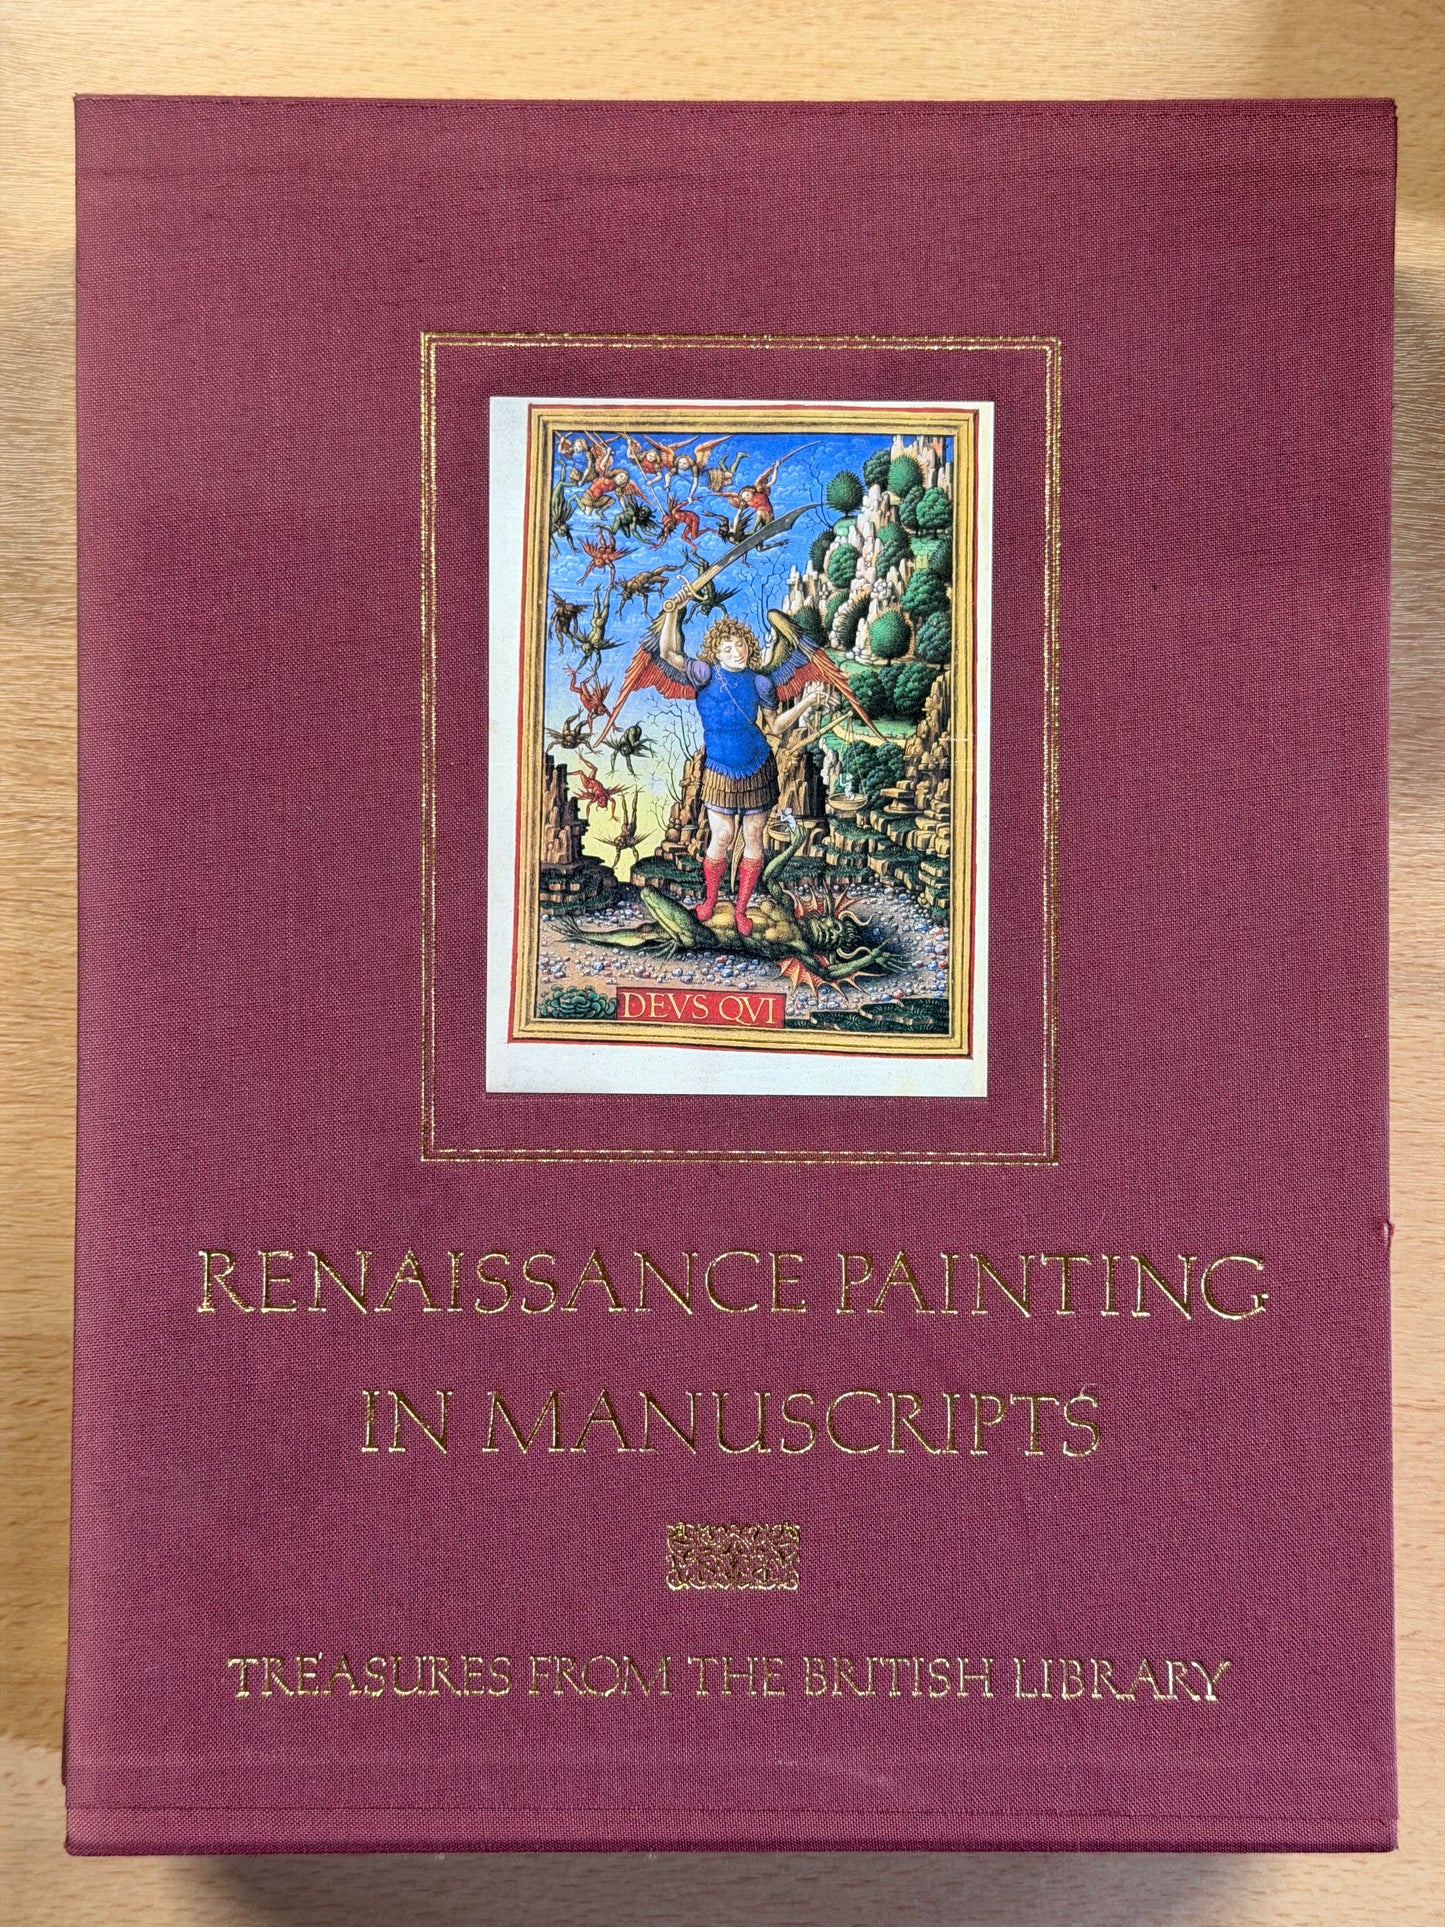 DEVS QVI
RENAISSANCE PAINTING
IN MANUSCRIPTS
TREASURES FROM THE BRITISH LIBRARY